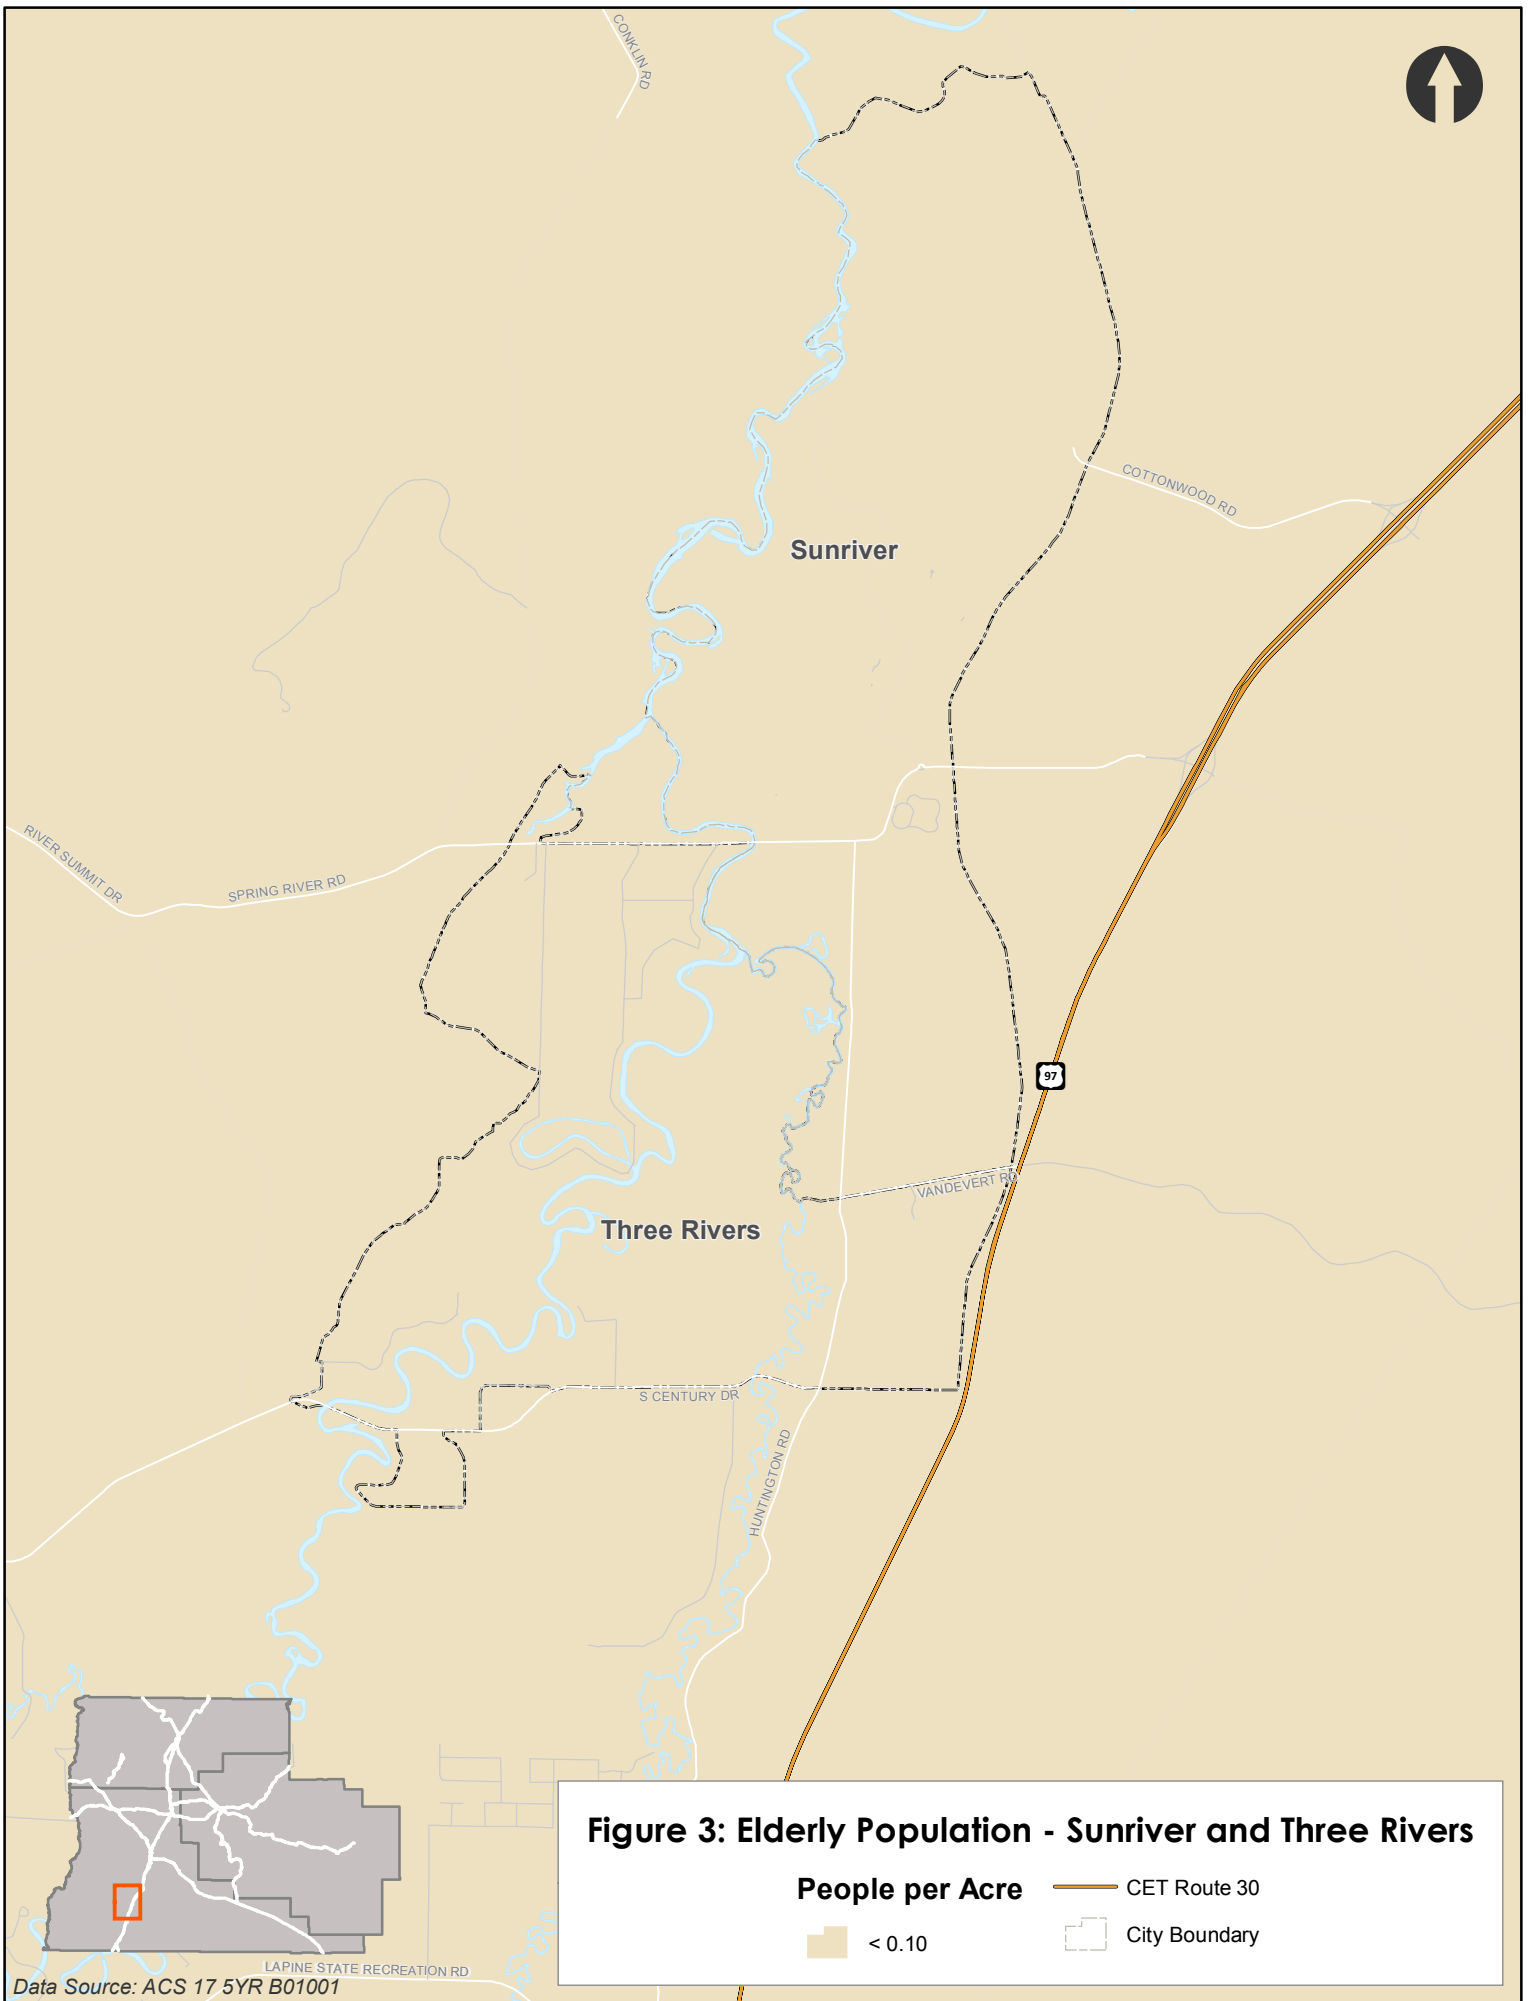 CONKLIN RD
COTTONWOOD RD
Sunriver
RIVER SUMMIT DR
SPRING RIVER RD
97
VANDEVERT RD
Three Rivers
S CENTURY DR
HUNTINGTON RD
Figure 3: Elderly Population - Sunriver and Three Rivers
People per Acre
CET Route 30
< 0.10
City Boundary
LAPINE STATE RECREATION RD
Data Source: ACS 17 5YR B01001